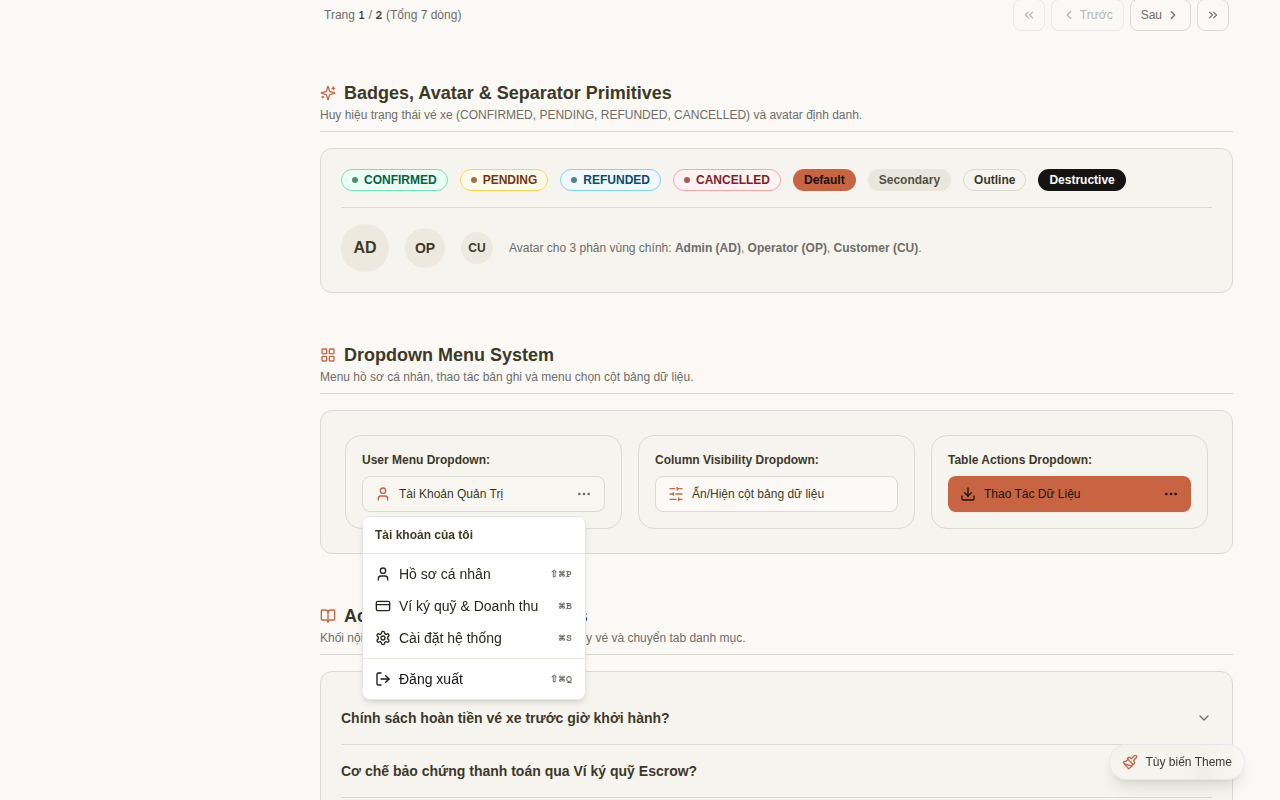 Trang 1 / 2 (Tổng 7 dòng)
Trước
Sau
Badges, Avatar & Separator Primitives
Huy hiệu trạng thái vé xe (CONFIRMED, PENDING, REFUNDED, CANCELLED) và avatar định danh.
CONFIRMED
PENDING
REFUNDED
CANCELLED
Default
Secondary
Outline
Destructive
AD
OP
CU
Avatar cho 3 phân vùng chính: Admin (AD), Operator (OP), Customer (CU).
Dropdown Menu System
Menu hồ sơ cá nhân, thao tác bản ghi và menu chọn cột bảng dữ liệu.
User Menu Dropdown:
Column Visibility Dropdown:
Table Actions Dropdown:
Tài Khoản Quản Trị
Ẩn/Hiện cột bảng dữ liệu
Thao Tác Dữ Liệu
Tài khoản của tôi
Hồ sơ cá nhân ⇧⌘P
Ví ký quỹ & Doanh thu ⌘B
Cài đặt hệ thống ⌘S
Đăng xuất ⇧⌘Q
Khối nội
vé và chuyển tab danh mục.
Chính sách hoàn tiền vé xe trước giờ khởi hành?
Cơ chế bảo chứng thanh toán qua Ví ký quỹ Escrow?
Tùy biến Theme